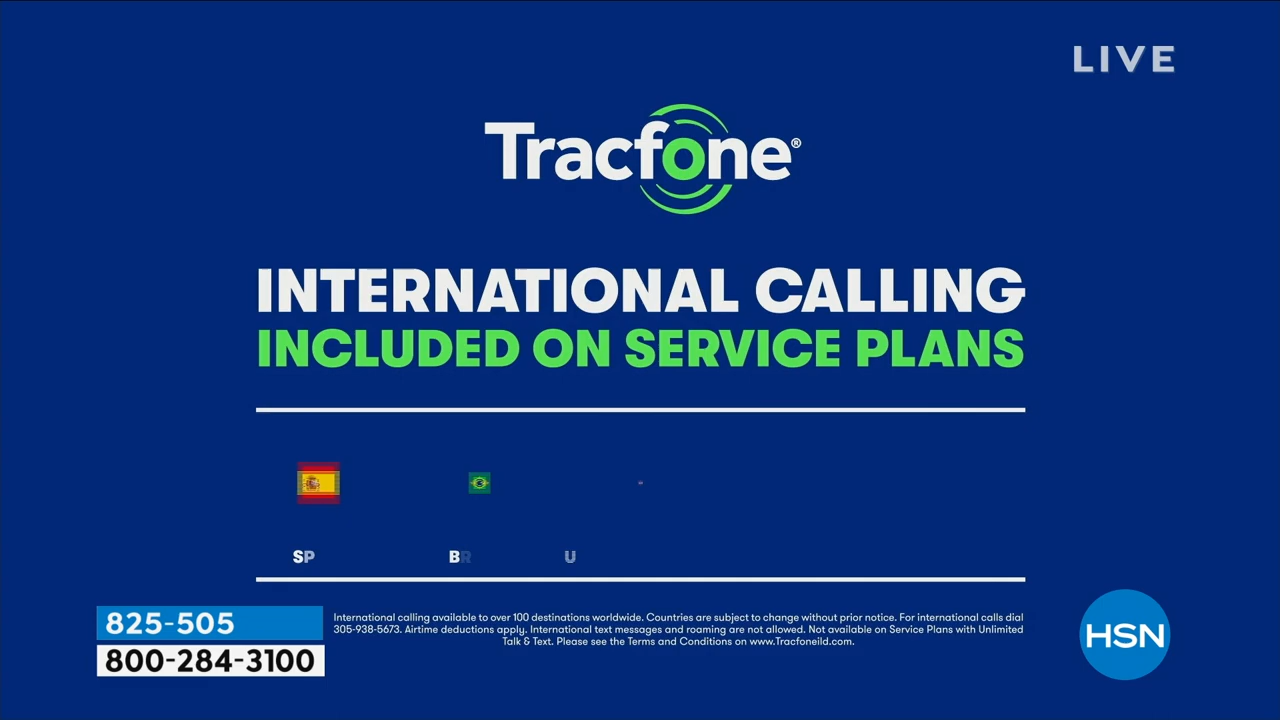 LIVE
Tracfone®
INTERNATIONAL CALLING
INCLUDED ON SERVICE PLANS
SP BR U
825-505
800-284-3100
International calling available to over 100 destinations worldwide. Countries are subject to change without prior notice. For international calls dial
305-938-5673. Airtime deductions apply. International text messages and roaming are not allowed. Not available on Service Plans with Unlimited
Talk & Text. Please see the Terms and Conditions on www.Tracfoneild.com.
HSN